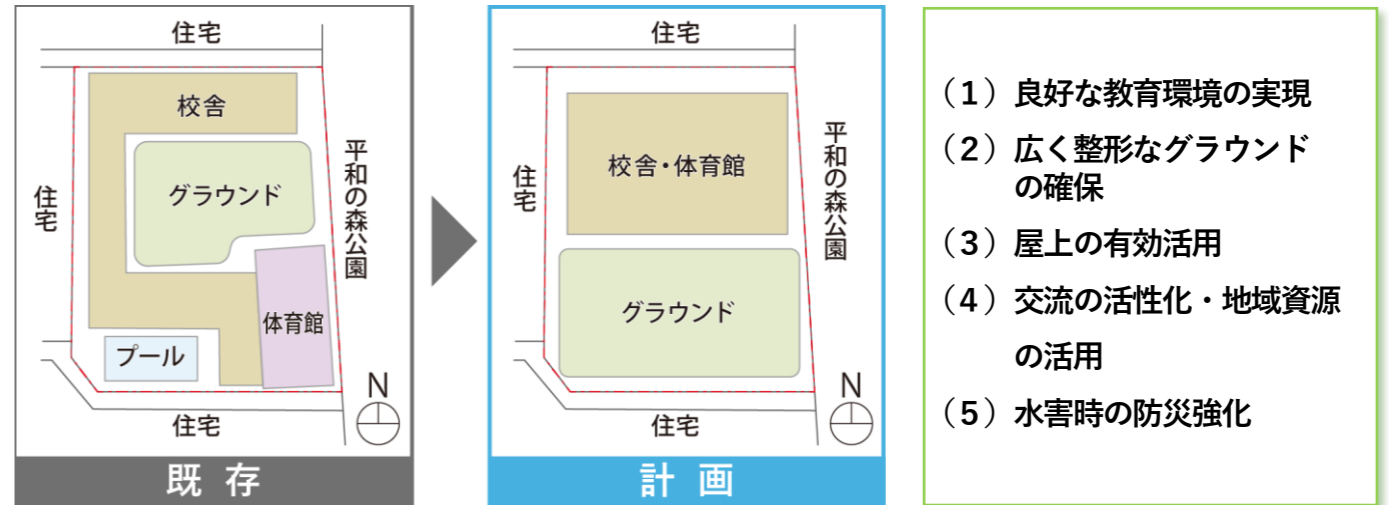 住宅
校舎
グラウンド
住宅
平和の森公園
体育館
プール
住宅
N
既存
住宅
校舎・体育館
住宅
平和の森公園
グラウンド
住宅
N
計画
（1）良好な教育環境の実現
（2）広く整形なグラウンド
の確保
（3）屋上の有効活用
（4）交流の活性化・地域資源
の活用
（5）水害時の防災強化